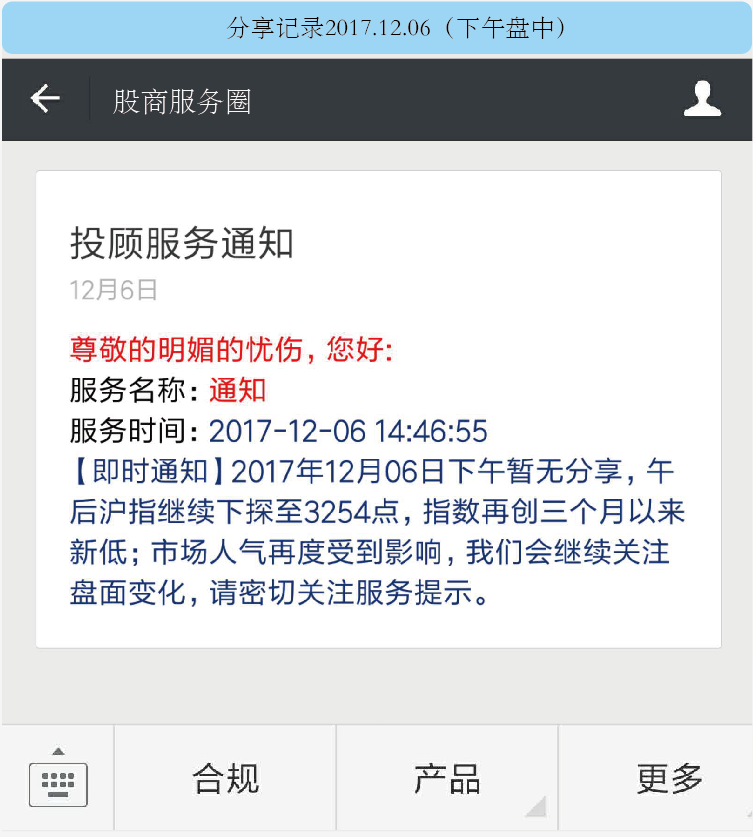 分享记录2017.12.06（下午盘中）
股商服务圈
投顾服务通知
12月6日
尊敬的明媚的忧伤，您好:
服务名称：通知
服务时间：2017-12-06 14:46:55
【即时通知】2017年12月06日下午暂无分享，午
后沪指继续下探至3254点，指数再创三个月以来
新低；市场人气再度受到影响，我们会继续关注
盘面变化，请密切关注服务提示。
合规
产品
更多